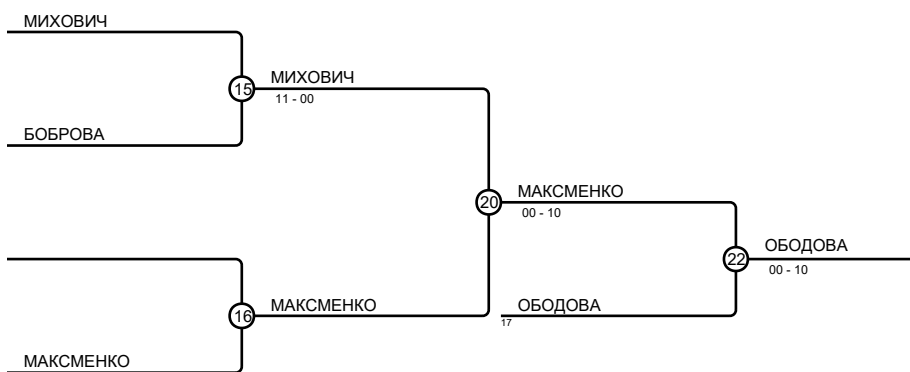 МИХОВИЧ
15
МИХОВИЧ
11 - 00
БОБРОВА
20
МАКСМЕНКО
00 - 10
22
ОБОДОВА
00 - 10
16
МАКСМЕНКО
ОБОДОВА
17
МАКСМЕНКО